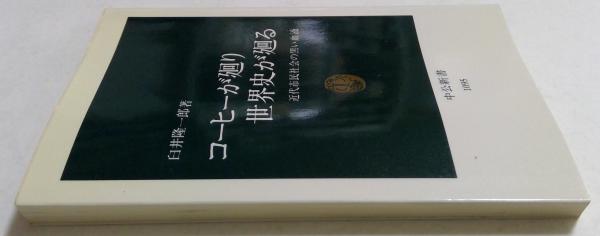 臼井隆一郎著
コーヒーが廻り
世界史が廻る
近代市民社会の黒い血液
中公新書
1095